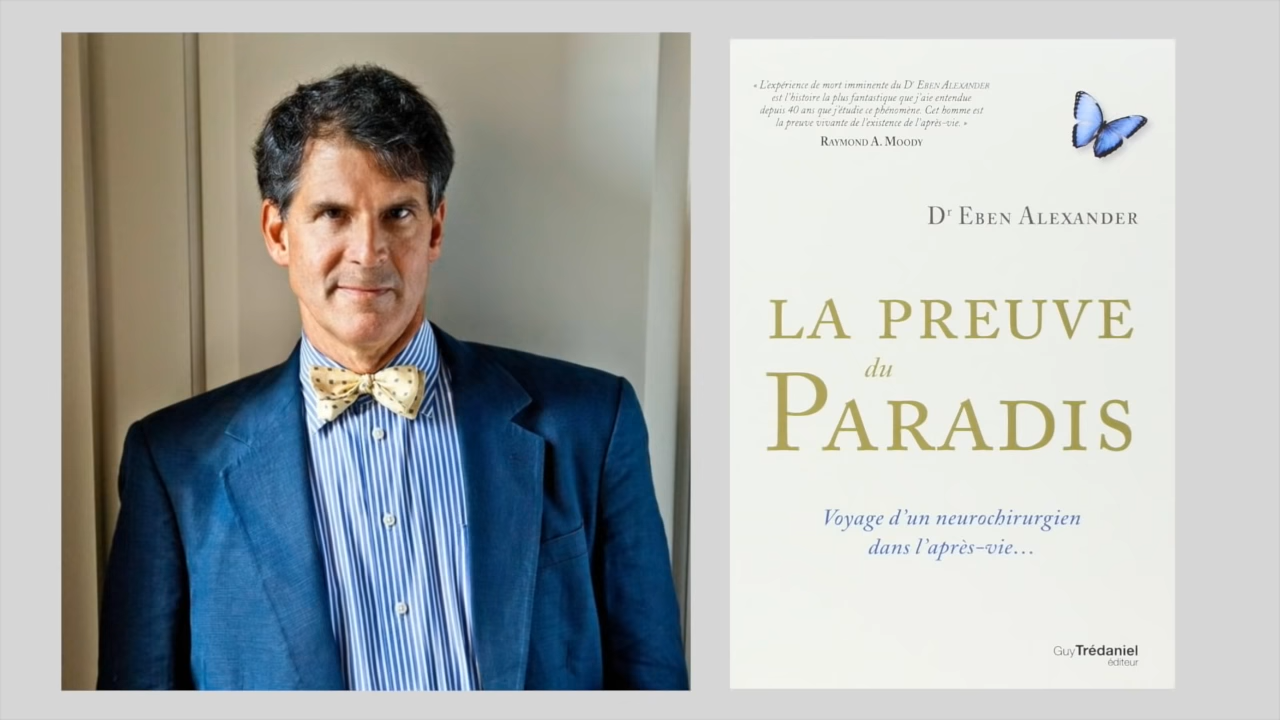 « L'expérience de mort imminente du Dʳ Eben Alexander
est l'histoire la plus fantastique que j'aie entendue
depuis 40 ans que j'étudie ce phénomène. Cet homme est
la preuve vivante de l'existence de l'après-vie. »
Raymond A. Moody
Dʳ Eben Alexander
LA PREUVE
du
PARADIS
Voyage d'un neurochirurgien
dans l'après-vie...
Guy Trédaniel
éditeur